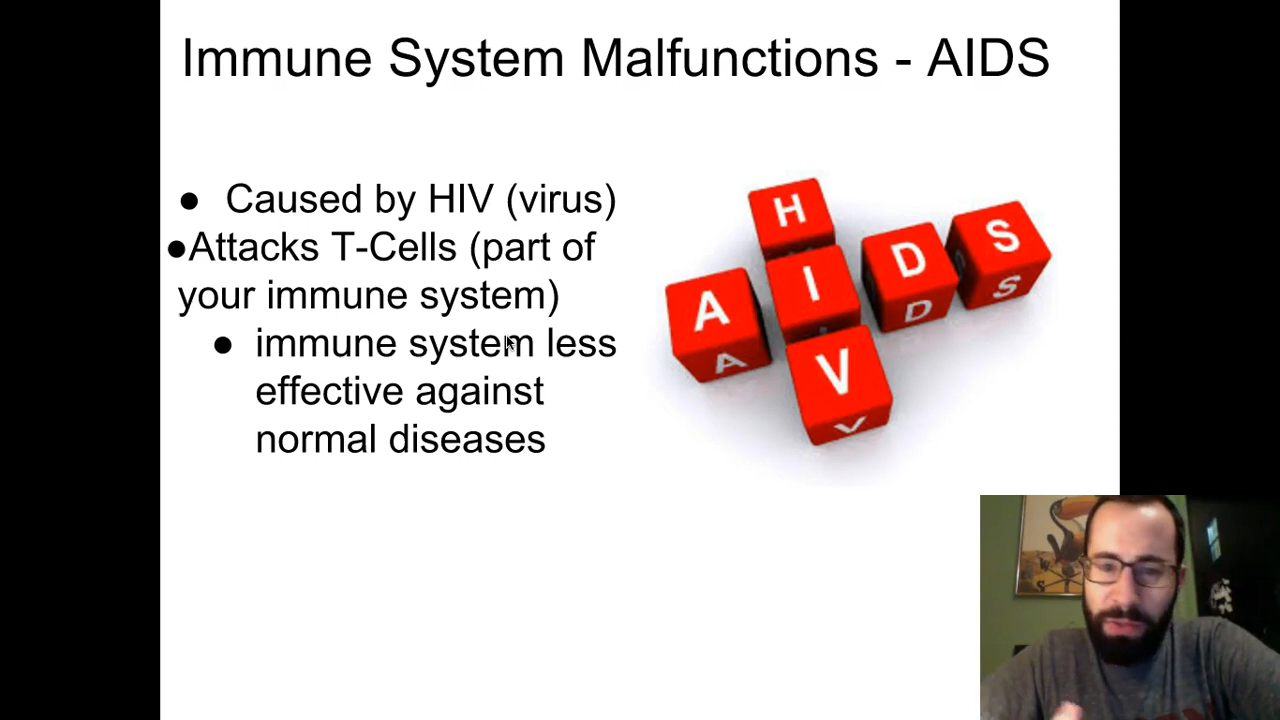 Immune System Malfunctions - AIDS
● Caused by HIV (virus)
●Attacks T-Cells (part of
your immune system)
● immune system less
effective against
normal diseases
H
A I D S
A D S
V
V